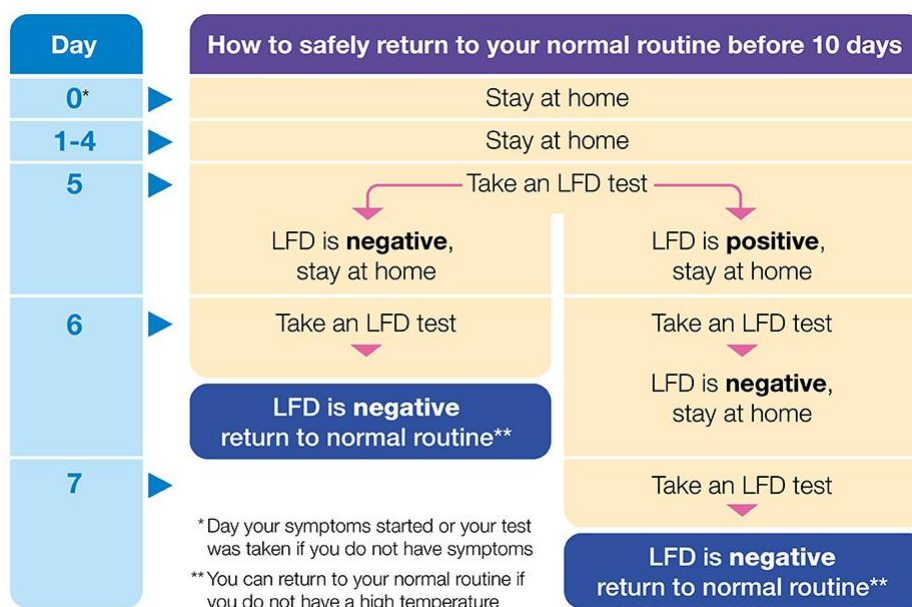 Day
How to safely return to your normal routine before 10 days
0*
Stay at home
1-4
Stay at home
5
Take an LFD test
LFD is negative,
stay at home
LFD is positive,
stay at home
6
Take an LFD test
LFD is negative
return to normal routine**
Take an LFD test
LFD is negative,
stay at home
7
Take an LFD test
LFD is negative
return to normal routine**
* Day your symptoms started or your test
was taken if you do not have symptoms
** You can return to your normal routine if
you do not have a high temperature